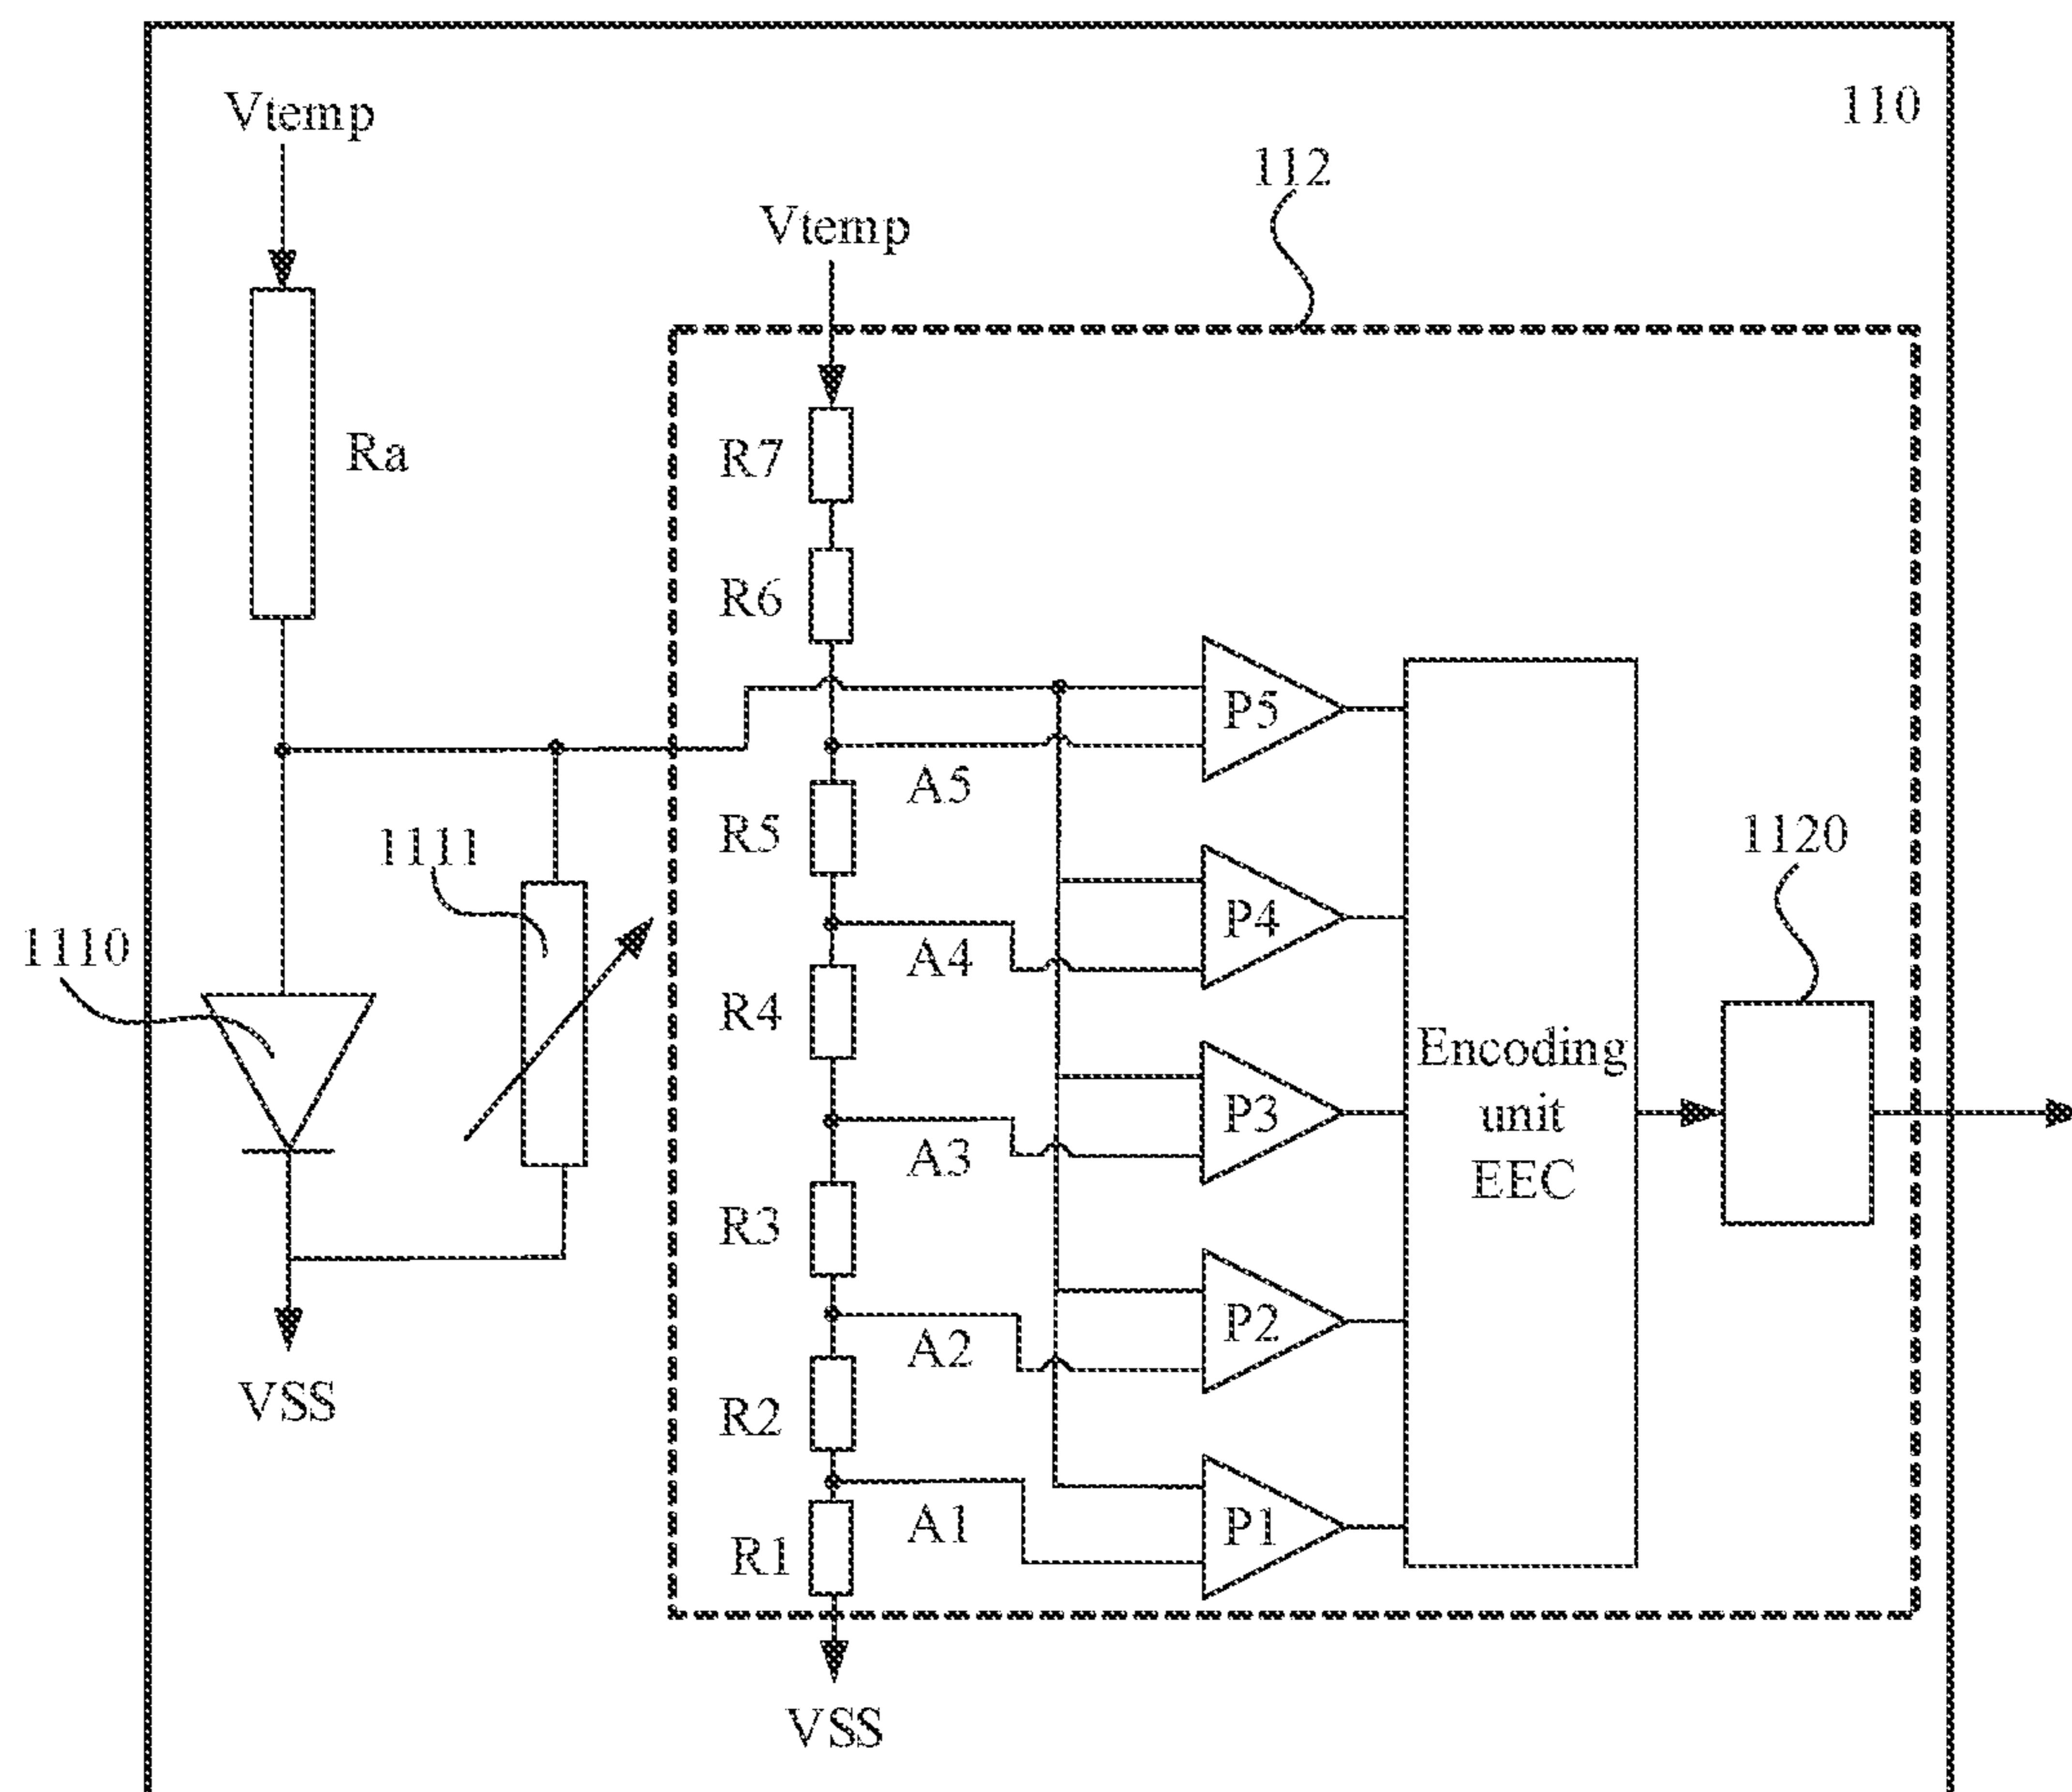 110
Vtemp
112
Vtemp
R7
Ra
R6
P5
A5
R5
1111
1120
P4
1110
A4
R4
Encoding
unit
EEC
P3
A3
R3
P2
A2
VSS
R2
P1
A1
R1
VSS